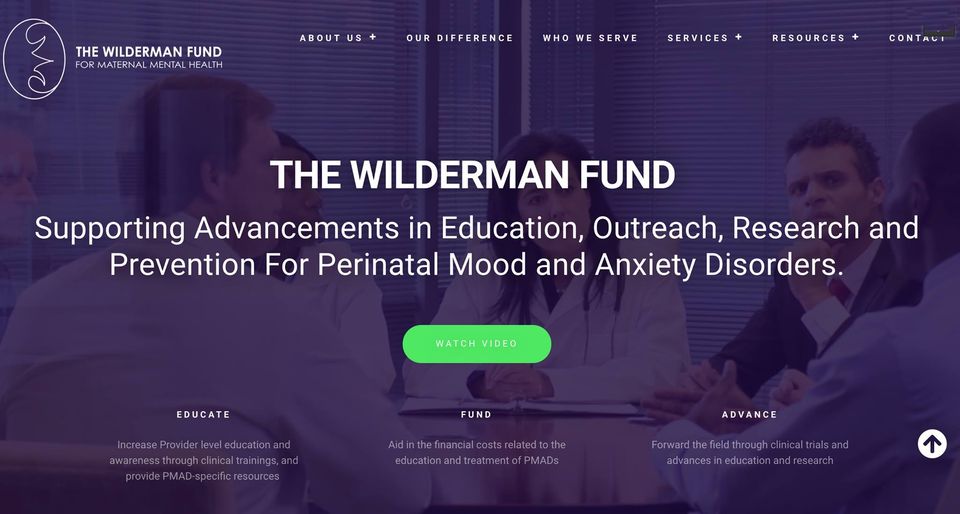 ABOUT US + OUR DIFFERENCE WHO WE SERVE SERVICES + RESOURCES + CONTACT
THE WILDERMAN FUND
FOR MATERNAL MENTAL HEALTH
THE WILDERMAN FUND
Supporting Advancements in Education, Outreach, Research and
Prevention For Perinatal Mood and Anxiety Disorders.
WATCH VIDEO
EDUCATE
Increase Provider level education and
awareness through clinical trainings, and
provide PMAD-specific resources
FUND
Aid in the financial costs related to the
education and treatment of PMADs
ADVANCE
Forward the field through clinical trials and
advances in education and research